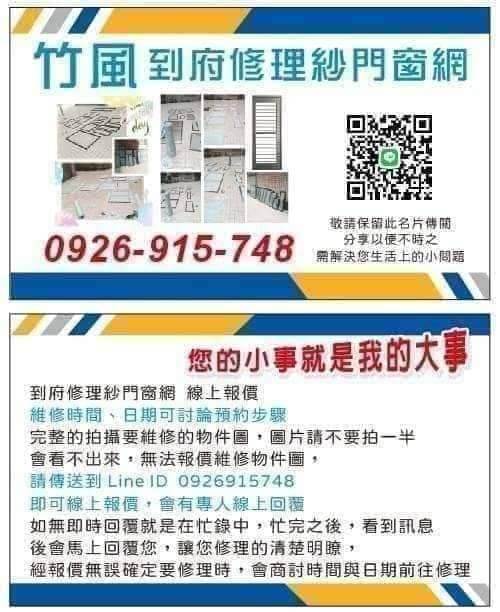 竹風 到府修理紗門窗網
敬請保留此名片傳閱
分享以便不時之
需解決您生活上的小問題
0926-915-748
您的小事就是我的大事
到府修理紗門窗網 線上報價
維修時間、日期可討論預約步驟
完整的拍攝要維修的物件圖，圖片請不要拍一半
會看不出來，無法報價維修物件圖，
請傳送到 Line ID 0926915748
即可線上報價，會有專人線上回覆
如無即時回覆就是在忙錄中，忙完之後，看到訊息
後會馬上回覆您，讓您修理的清楚明瞭，
經報價無誤確定要修理時，會商討時間與日期前往修理